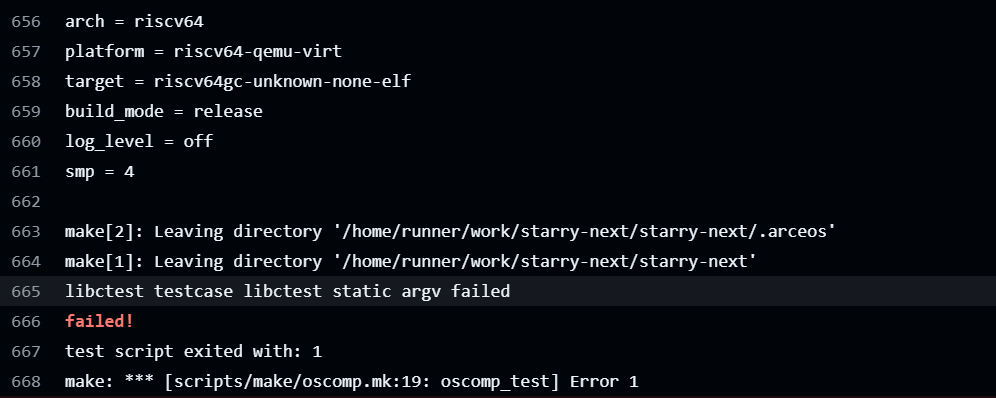 656 arch = riscv64
657 platform = riscv64-qemu-virt
658 target = riscv64gc-unknown-none-elf
659 build_mode = release
660 log_level = off
661 smp = 4
662
663 make[2]: Leaving directory '/home/runner/work/starry-next/starry-next/.arceos'
664 make[1]: Leaving directory '/home/runner/work/starry-next/starry-next'
665 libctest testcase libctest static argv failed
666 failed!
667 test script exited with: 1
668 make: *** [scripts/make/oscomp.mk:19: oscomp_test] Error 1